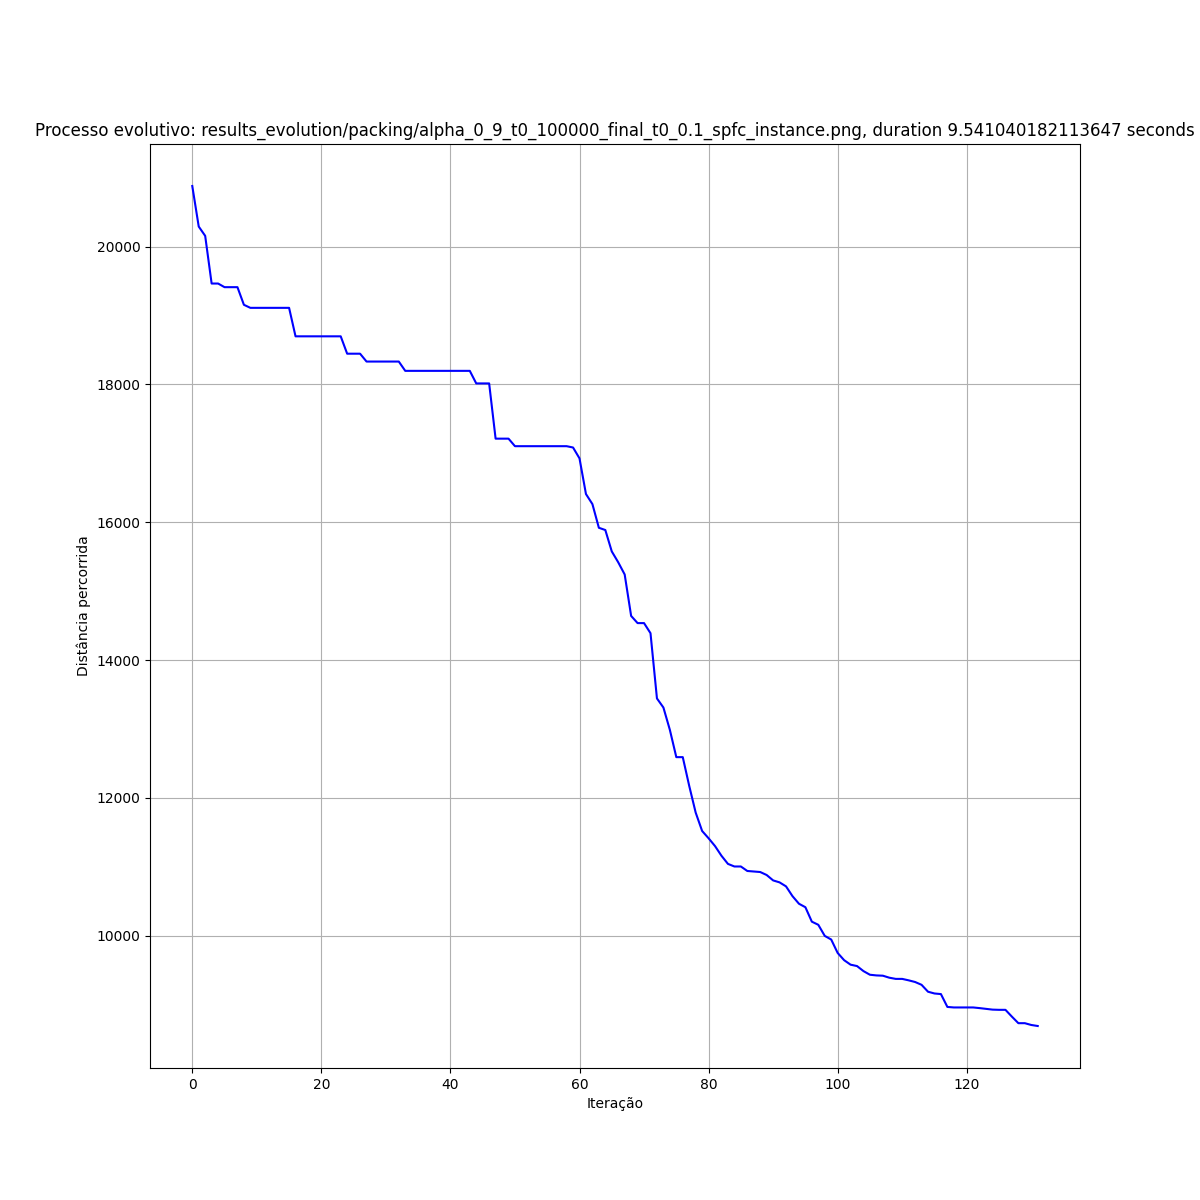 Processo evolutivo: results_evolution/packing/alpha_0_9_t0_100000_final_t0_0.1_spfc_instance.png, duration 9.541040182113647 seconds
20000
18000
16000
14000
12000
10000
Distância percorrida
0 20 40 60 80 100 120
Iteração